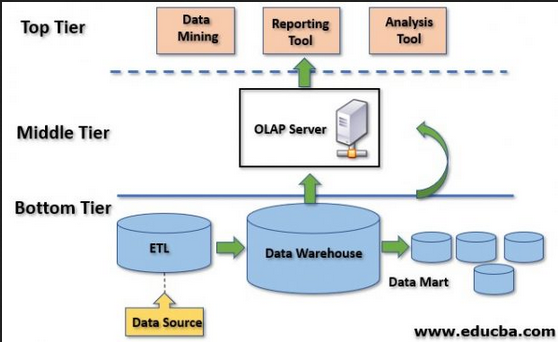 Top Tier
Data
Mining
Reporting
Tool
Analysis
Tool
Middle Tier
OLAP Server
Bottom Tier
ETL
Data Warehouse
Data Mart
Data Source
www.educba.com